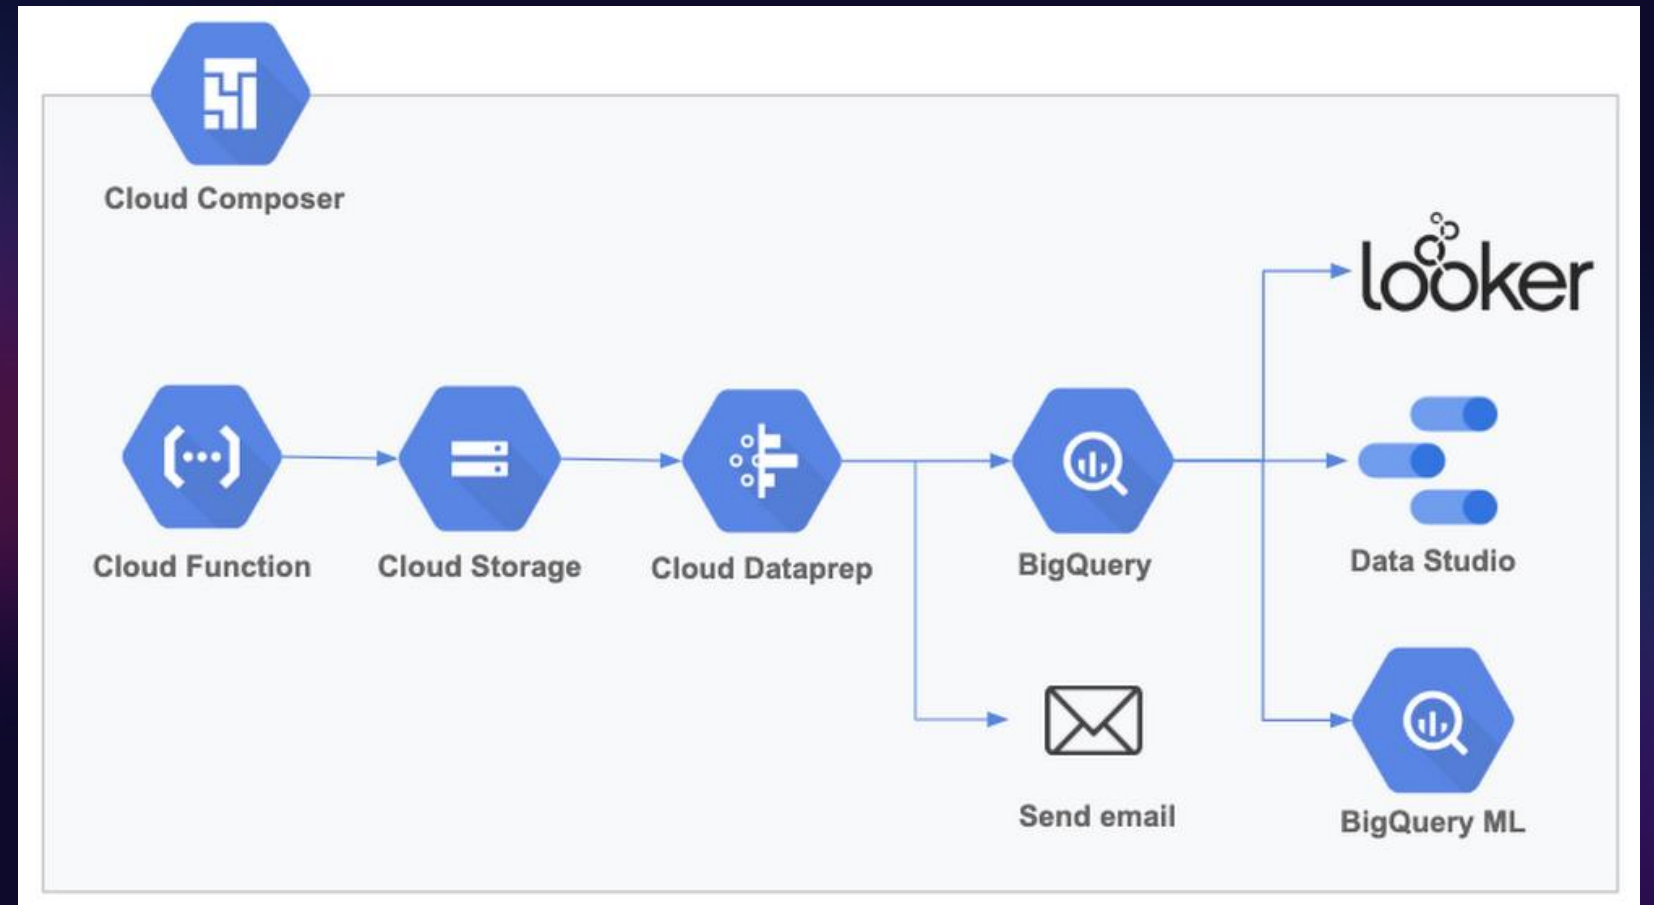 Cloud Composer
looker
Cloud Function
Cloud Storage
Cloud Dataprep
BigQuery
Data Studio
Send email
BigQuery ML